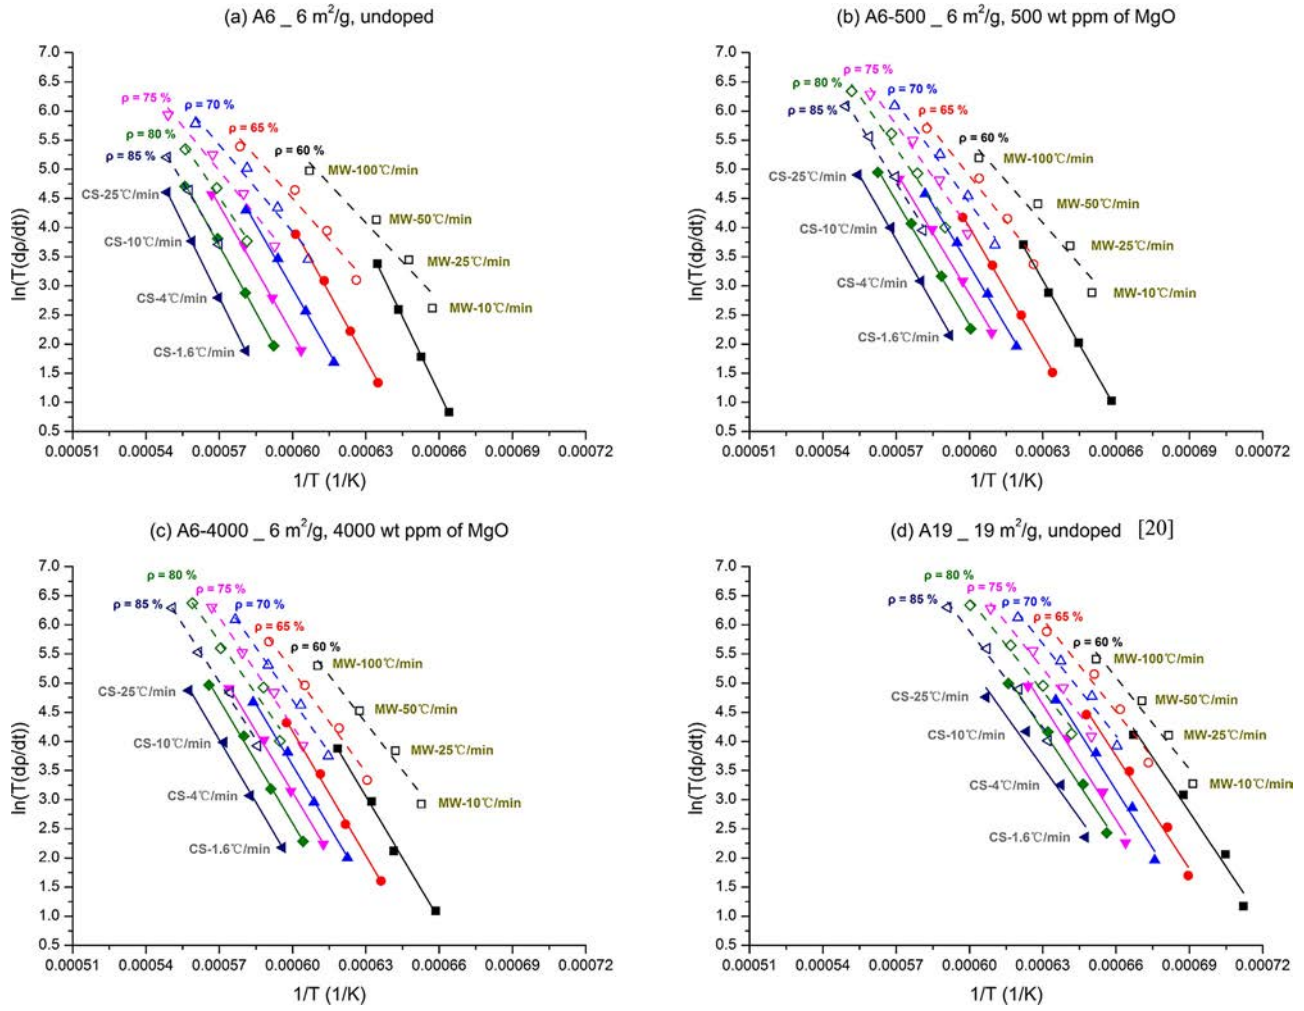 (a) A6 _ 6 m²/g, undoped
ln(T(dρ/dt))
7.0
6.5
6.0
5.5
5.0
4.5
4.0
3.5
3.0
2.5
2.0
1.5
1.0
0.5
ρ = 75 %
ρ = 70 %
ρ = 80 %
ρ = 65 %
ρ = 85 %
ρ = 60 %
MW-100℃/min
MW-50℃/min
MW-25℃/min
MW-10℃/min
CS-25℃/min
CS-10℃/min
CS-4℃/min
CS-1.6℃/min
0.00051 0.00054 0.00057 0.00060 0.00063 0.00066 0.00069 0.00072
1/T (1/K)
(b) A6-500 _ 6 m²/g, 500 wt ppm of MgO
ln(T(dρ/dt))
7.0
6.5
6.0
5.5
5.0
4.5
4.0
3.5
3.0
2.5
2.0
1.5
1.0
0.5
ρ = 75 %
ρ = 80 %
ρ = 70 %
ρ = 85 %
ρ = 65 %
ρ = 60 %
MW-100℃/min
MW-50℃/min
MW-25℃/min
MW-10℃/min
CS-25℃/min
CS-10℃/min
CS-4℃/min
CS-1.6℃/min
0.00051 0.00054 0.00057 0.00060 0.00063 0.00066 0.00069 0.00072
1/T (1/K)
(c) A6-4000 _ 6 m²/g, 4000 wt ppm of MgO
ln(T(dρ/dt))
7.0
6.5
6.0
5.5
5.0
4.5
4.0
3.5
3.0
2.5
2.0
1.5
1.0
0.5
ρ = 80 %
ρ = 75 %
ρ = 85 %
ρ = 70 %
ρ = 65 %
ρ = 60 %
MW-100℃/min
MW-50℃/min
MW-25℃/min
MW-10℃/min
CS-25℃/min
CS-10℃/min
CS-4℃/min
CS-1.6℃/min
0.00051 0.00054 0.00057 0.00060 0.00063 0.00066 0.00069 0.00072
1/T (1/K)
(d) A19 _ 19 m²/g, undoped [20]
ln(T(dρ/dt))
7.0
6.5
6.0
5.5
5.0
4.5
4.0
3.5
3.0
2.5
2.0
1.5
1.0
0.5
ρ = 80 %
ρ = 75 %
ρ = 85 %
ρ = 70 %
ρ = 65 %
ρ = 60 %
MW-100℃/min
MW-50℃/min
MW-25℃/min
MW-10℃/min
CS-25℃/min
CS-10℃/min
CS-4℃/min
CS-1.6℃/min
0.00051 0.00054 0.00057 0.00060 0.00063 0.00066 0.00069 0.00072
1/T (1/K)